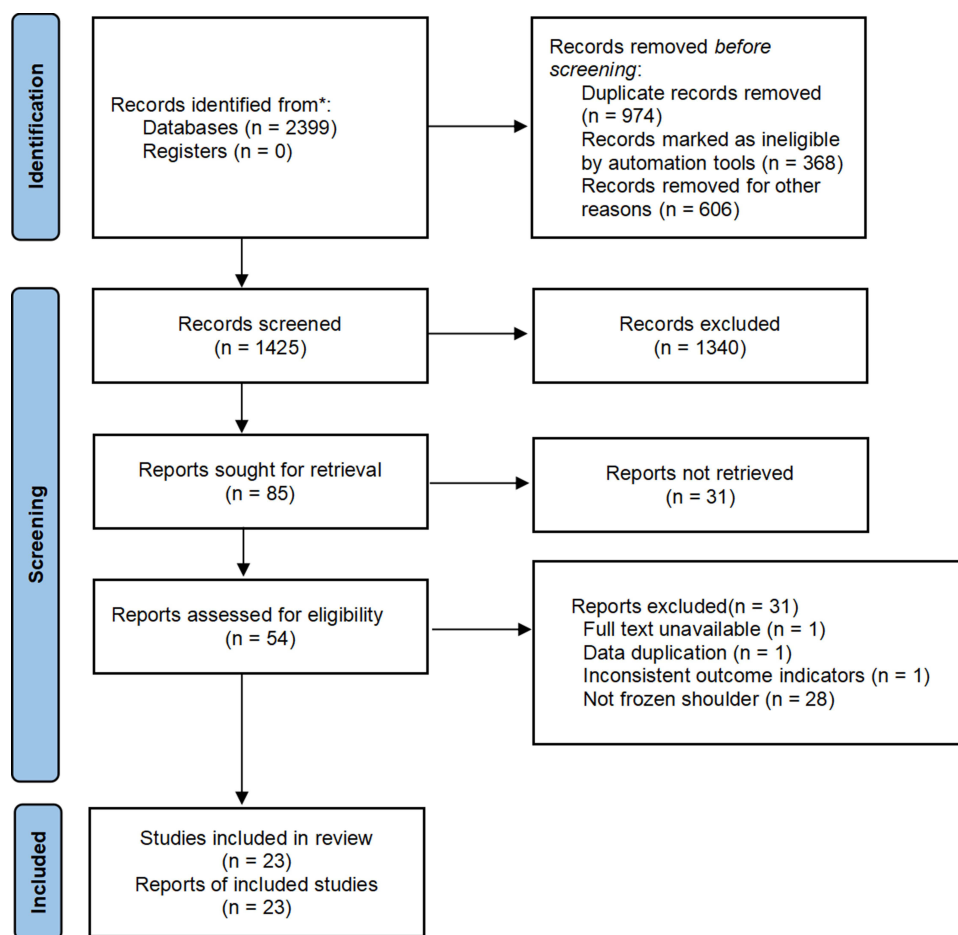 Identification
Records identified from*:
Databases (n = 2399)
Registers (n = 0)
Records removed before
screening:
Duplicate records removed
(n = 974)
Records marked as ineligible
by automation tools (n = 368)
Records removed for other
reasons (n = 606)
Screening
Records screened
(n = 1425)
Records excluded
(n = 1340)
Reports sought for retrieval
(n = 85)
Reports not retrieved
(n = 31)
Reports assessed for eligibility
(n = 54)
Reports excluded(n = 31)
Full text unavailable (n = 1)
Data duplication (n = 1)
Inconsistent outcome indicators (n = 1)
Not frozen shoulder (n = 28)
Included
Studies included in review
(n = 23)
Reports of included studies
(n = 23)